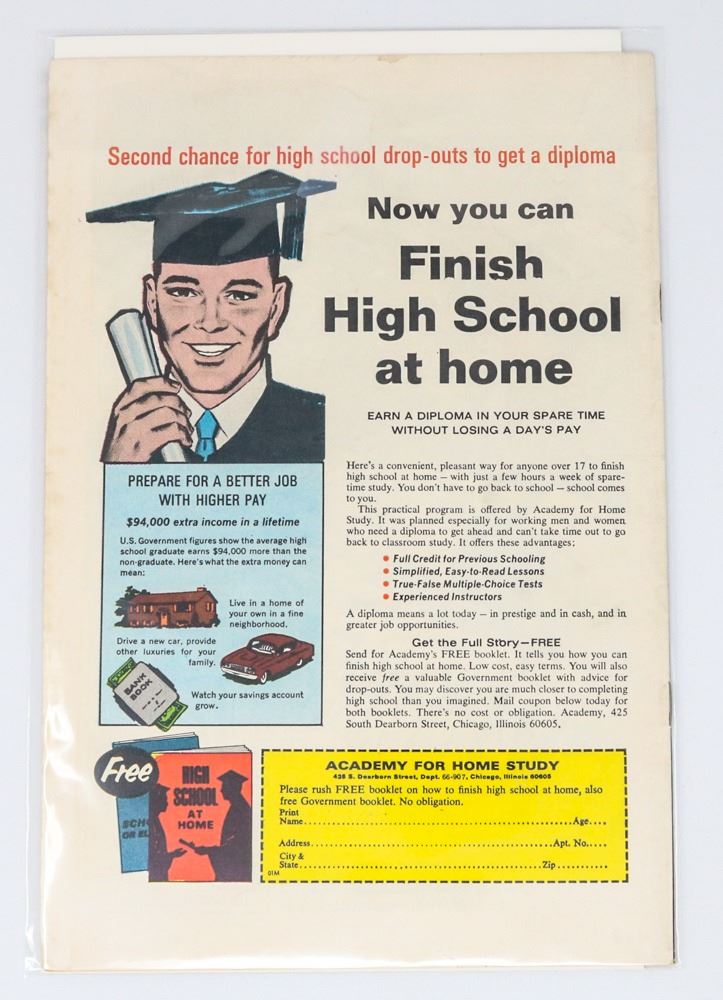 Second chance for high school drop-outs to get a diploma
Now you can
Finish
High School
at home
EARN A DIPLOMA IN YOUR SPARE TIME
WITHOUT LOSING A DAY'S PAY
PREPARE FOR A BETTER JOB
WITH HIGHER PAY
$94,000 extra income in a lifetime
U.S. Government figures show the average high
school graduate earns $94,000 more than the
non-graduate. Here's what the extra money can
mean:
Live in a home of
your own in a fine
neighborhood.
Drive a new car, provide
other luxuries for your
family.
BANK
BOOK
Watch your savings account
grow.
Here's a convenient, pleasant way for anyone over 17 to finish
high school at home — with just a few hours a week of spare-
time study. You don't have to go back to school — school comes
to you.
This practical program is offered by Academy for Home
Study. It was planned especially for working men and women
who need a diploma to get ahead and can't take time out to go
back to classroom study. It offers these advantages:
• Full Credit for Previous Schooling
• Simplified, Easy-to-Read Lessons
• True-False Multiple-Choice Tests
• Experienced Instructors
A diploma means a lot today — in prestige and in cash, and in
greater job opportunities.
Get the Full Story—FREE
Send for Academy's FREE booklet. It tells you how you can
finish high school at home. Low cost, easy terms. You will also
receive free a valuable Government booklet with advice for
drop-outs. You may discover you are much closer to completing
high school than you imagined. Mail coupon below today for
both booklets. There's no cost or obligation. Academy, 425
South Dearborn Street, Chicago, Illinois 60605.
Free
SCHO
OR EL
HIGH
SCHOOL
AT
HOME
ACADEMY FOR HOME STUDY
425 S. Dearborn Street, Dept. 66-907, Chicago, Illinois 60605
Please rush FREE booklet on how to finish high school at home, also
free Government booklet. No obligation.
Print
Name........Age....
Address........Apt. No.....
City &
State........Zip...........
01M